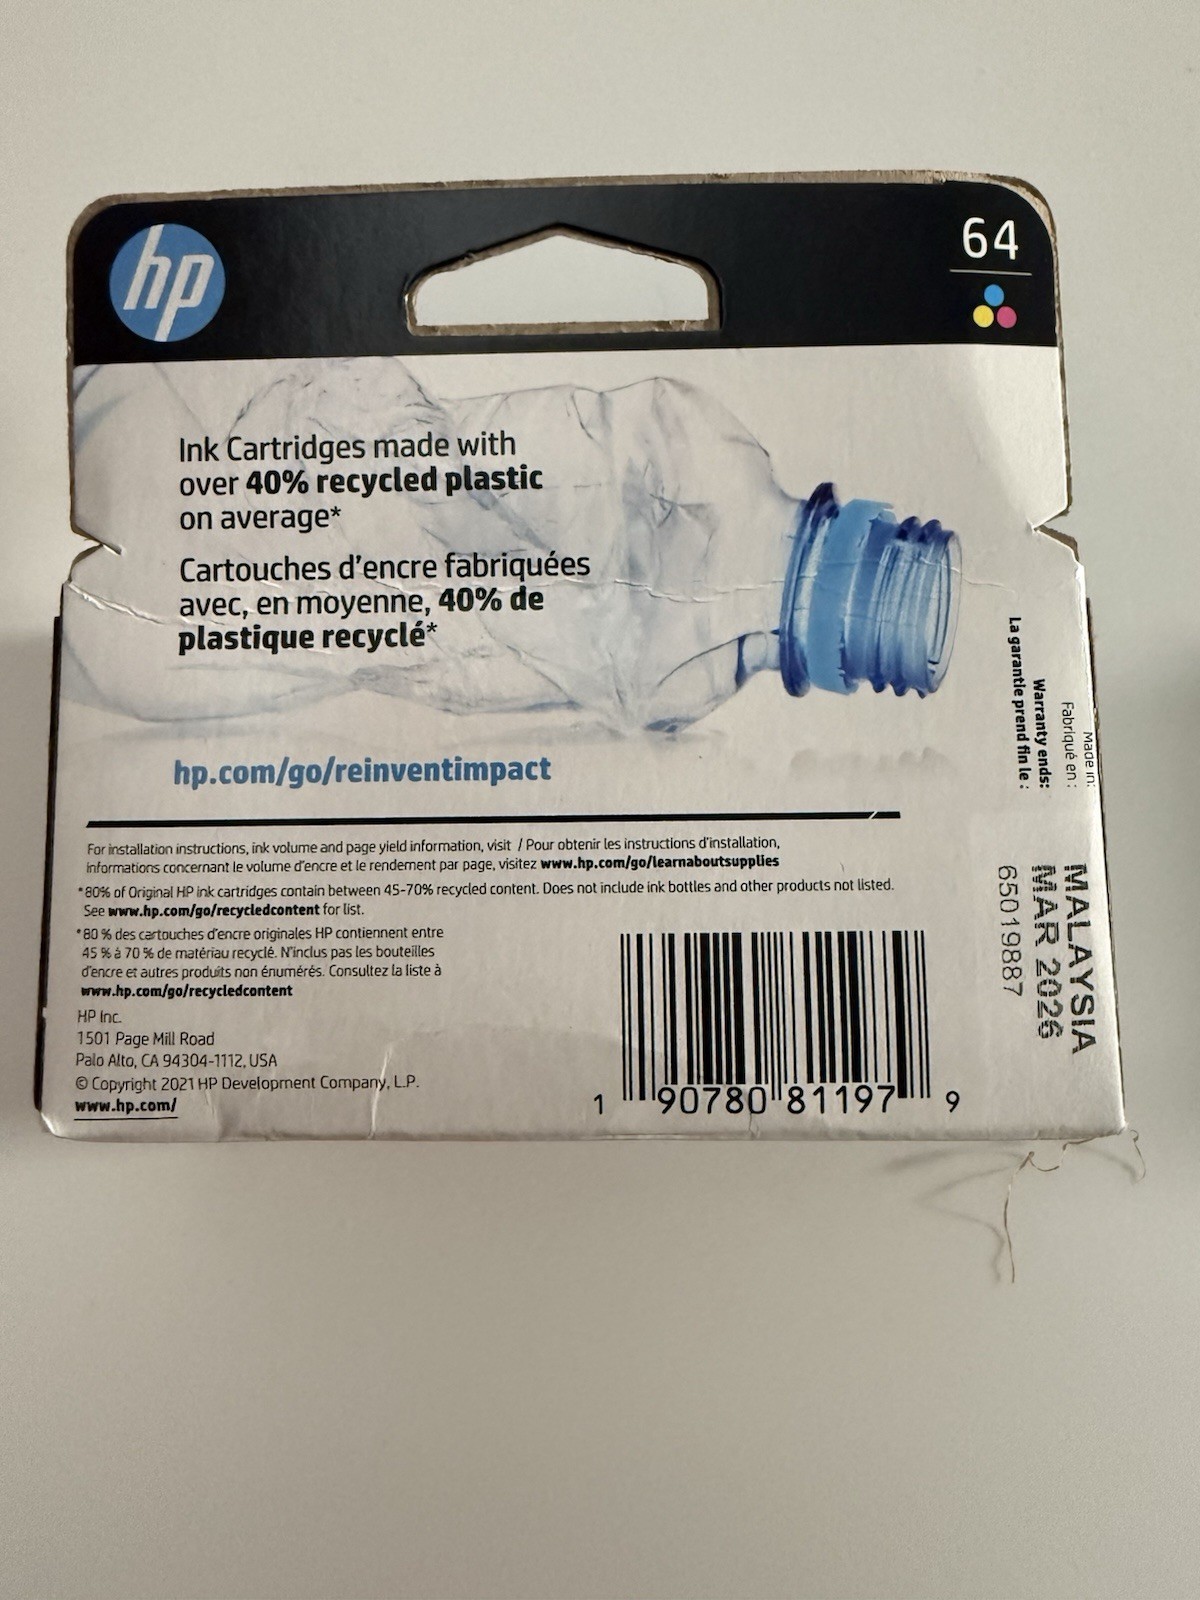 hp
64
Ink Cartridges made with
over 40% recycled plastic
on average*
Cartouches d'encre fabriquées
avec, en moyenne, 40% de
plastique recyclé*
hp.com/go/reinventimpact
For installation instructions, ink volume and page yield information, visit / Pour obtenir les instructions d'installation,
informations concernant le volume d'encre et le rendement par page, visitez www.hp.com/go/learnaboutsupplies
*80% of Original HP ink cartridges contain between 45-70% recycled content. Does not include ink bottles and other products not listed.
See www.hp.com/go/recycledcontent for list.
*80 % des cartouches d'encre originales HP contiennent entre
45 % à 70 % de matériau recyclé. N'inclus pas les bouteilles
d'encre et autres produits non énumérés. Consultez la liste à
www.hp.com/go/recycledcontent
HP Inc.
1501 Page Mill Road
Palo Alto, CA 94304-1112, USA
© Copyright 2021 HP Development Company, L.P.
www.hp.com/
1 90780 81197 9
Made in:
Fabriqué en :
Warranty ends:
La garantie prend fin le :
MALAYSIA
MAR 2026
65019887